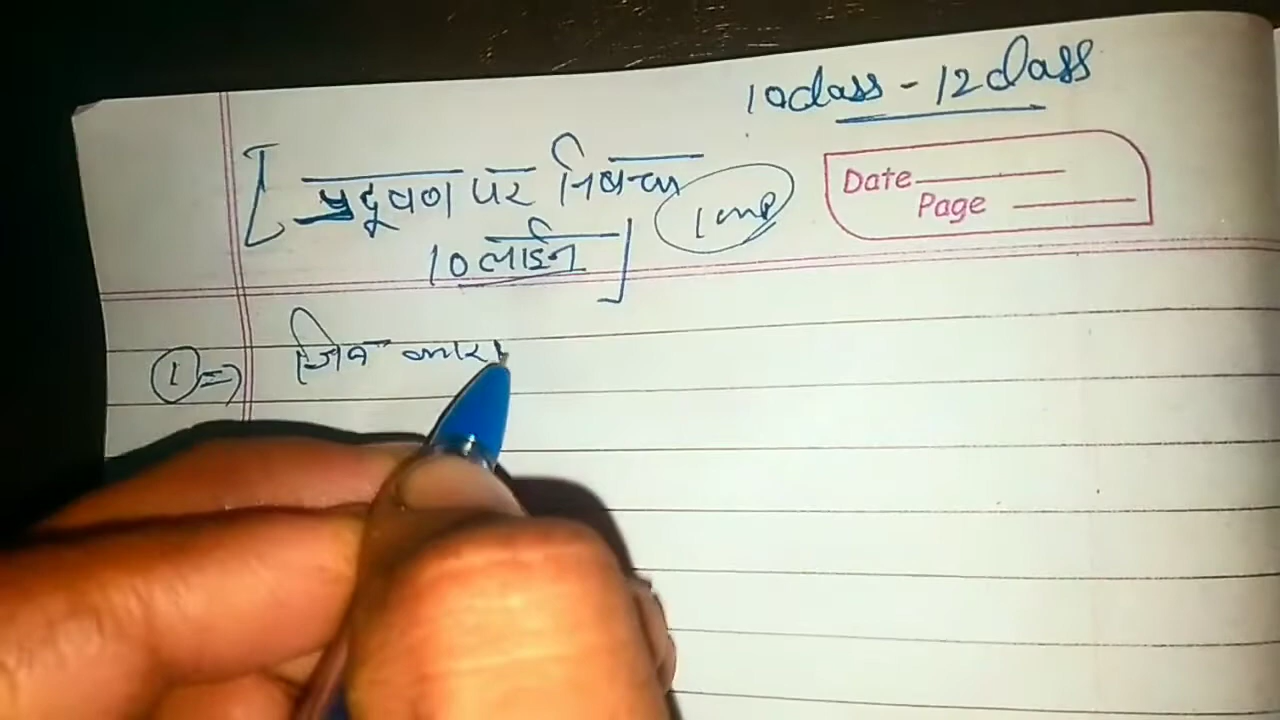 10class - 12class
[ प्रदूषण पर निबन्ध
Imp
10 लाईन ]
Date
Page
① ⇒ जिन कार